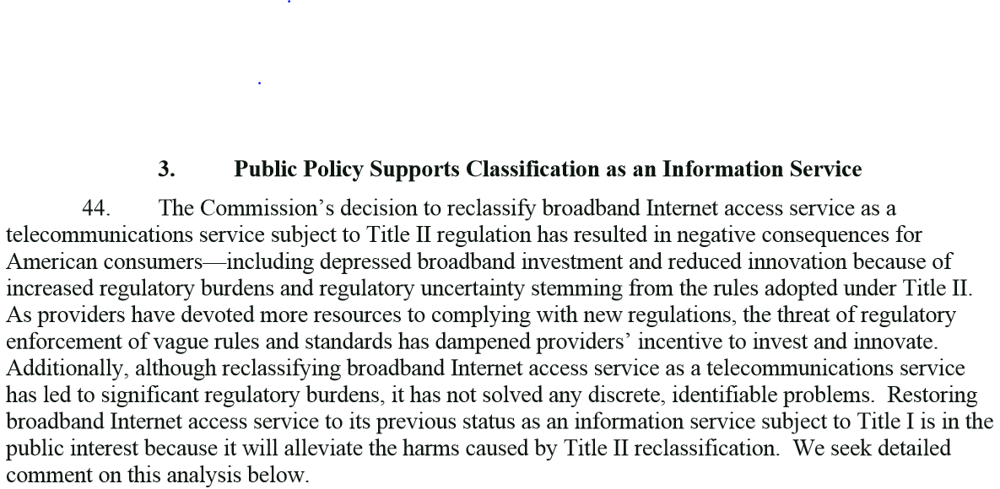 3. Public Policy Supports Classification as an Information Service
44. The Commission’s decision to reclassify broadband Internet access service as a
telecommunications service subject to Title II regulation has resulted in negative consequences for
American consumers—including depressed broadband investment and reduced innovation because of
increased regulatory burdens and regulatory uncertainty stemming from the rules adopted under Title II.
As providers have devoted more resources to complying with new regulations, the threat of regulatory
enforcement of vague rules and standards has dampened providers’ incentive to invest and innovate.
Additionally, although reclassifying broadband Internet access service as a telecommunications service
has led to significant regulatory burdens, it has not solved any discrete, identifiable problems.  Restoring
broadband Internet access service to its previous status as an information service subject to Title I is in the
public interest because it will alleviate the harms caused by Title II reclassification.  We seek detailed
comment on this analysis below.